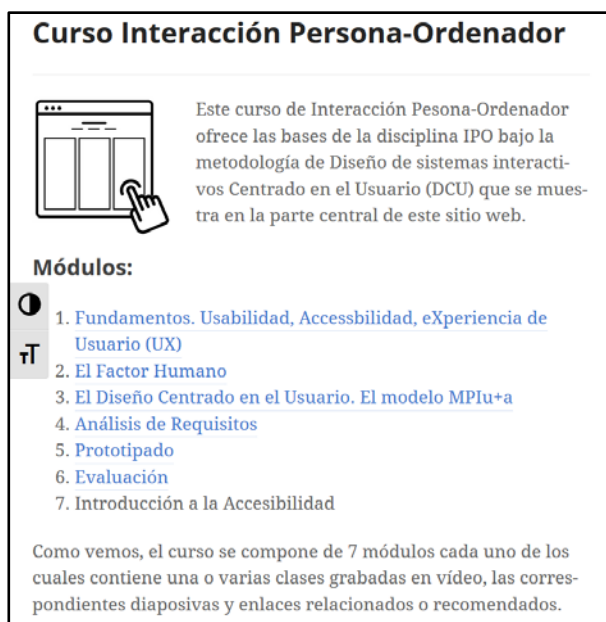 Curso Interacción Persona-Ordenador
Este curso de Interacción Pesona-Ordenador
ofrece las bases de la disciplina IPO bajo la
metodología de Diseño de sistemas interacti-
vos Centrado en el Usuario (DCU) que se mues-
tra en la parte central de este sitio web.
Módulos:
1. Fundamentos. Usabilidad, Accessbilidad, eXperiencia de
Usuario (UX)
2. El Factor Humano
3. El Diseño Centrado en el Usuario. El modelo MPIu+a
4. Análisis de Requisitos
5. Prototipado
6. Evaluación
7. Introducción a la Accesibilidad
TT
Como vemos, el curso se compone de 7 módulos cada uno de los
cuales contiene una o varias clases grabadas en vídeo, las corres-
pondientes diaposivas y enlaces relacionados o recomendados.